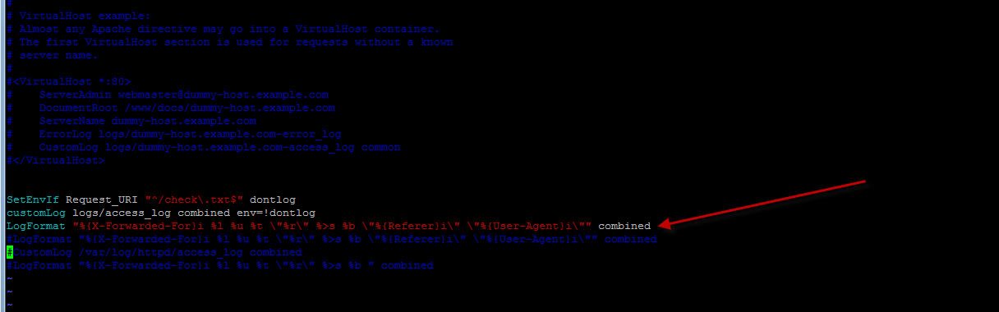 #
# VirtualHost example:
# Almost any Apache directive may go into a VirtualHost container.
# The first VirtualHost section is used for requests without a known
# server name.
#
#<VirtualHost *:80>
#    ServerAdmin webmaster@dummy-host.example.com
#    DocumentRoot /www/docs/dummy-host.example.com
#    ServerName dummy-host.example.com
#    ErrorLog logs/dummy-host.example.com-error_log
#    CustomLog logs/dummy-host.example.com-access_log common
#</VirtualHost>
SetEnvIf Request_URI "^/check\.txt$" dontlog
customLog logs/access_log combined env=!dontlog
LogFormat "%{X-Forwarded-For}i %l %u %t \"%r\" %>s %b \"%{Referer}i\" \"%{User-Agent}i\"" combined
#LogFormat "%{X-Forwarded-For}i %l %u %t \"%r\" %>s %b \"%{Referer}i\" \"%{User-Agent}i\"" combined
#CustomLog /var/log/httpd/access_log combined
#LogFormat "%{X-Forwarded-For}i %l %u %t \"%r\" %>s %b " combined
~
~
~